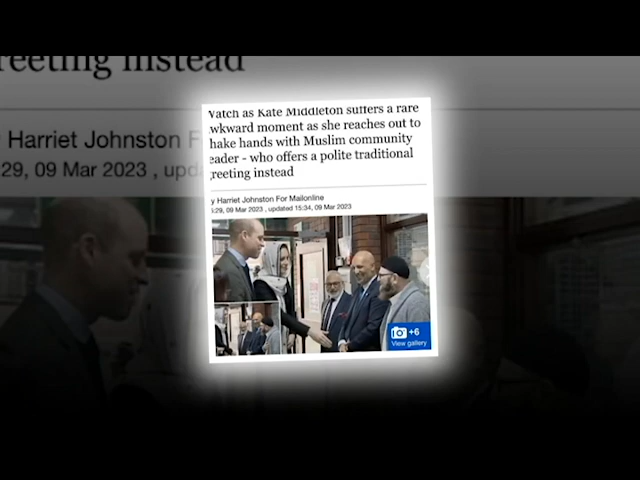 reeting instead
Harriet Johnston F
:29, 09 Mar 2023 , upda
Watch as Kate Middleton suffers a rare
wkward moment as she reaches out to
hake hands with Muslim community
eader - who offers a polite traditional
reeting instead
y Harriet Johnston For Mailonline
:29, 09 Mar 2023 , updated 15:34, 09 Mar 2023
+6
View gallery